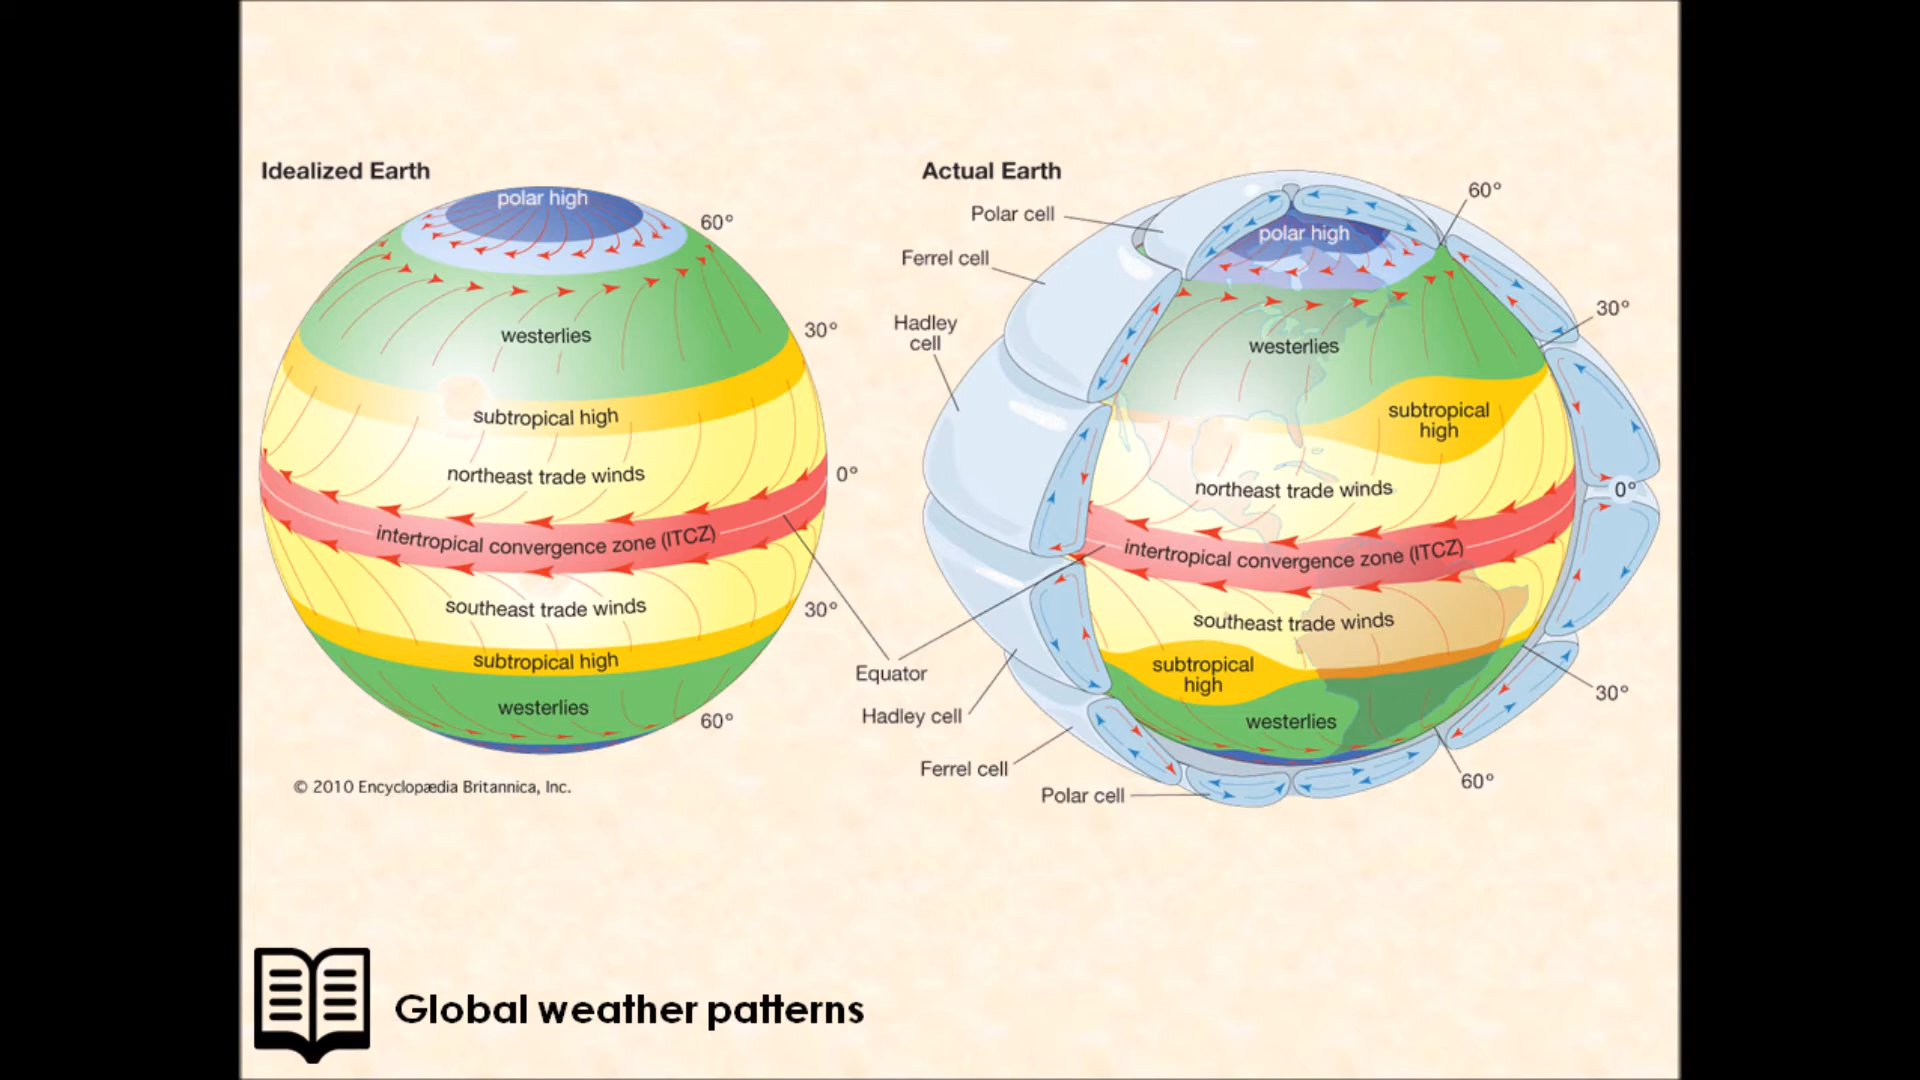 Idealized Earth
polar high
60°
30°
westerlies
subtropical high
northeast trade winds
0°
intertropical convergence zone (ITCZ)
southeast trade winds
30°
subtropical high
westerlies
60°
© 2010 Encyclopædia Britannica, Inc.
Equator
Actual Earth
Polar cell
60°
polar high
Ferrel cell
30°
Hadley
cell
westerlies
subtropical
high
northeast trade winds
0°
intertropical convergence zone (ITCZ)
southeast trade winds
subtropical
high
30°
Hadley cell
westerlies
Ferrel cell
60°
Polar cell
Global weather patterns